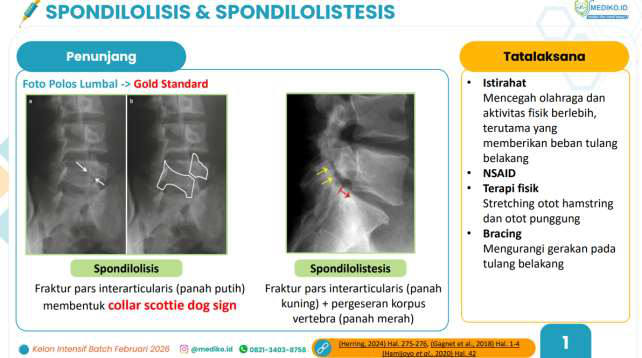 SPONDILOLISIS & SPONDILOLISTESIS
MEDIKO.ID
Penunjang
Foto Polos Lumbal -> Gold Standard
a
b
Spondilolisis
Fraktur pars interarticularis (panah putih)
membentuk collar scottie dog sign
Spondilolistesis
Fraktur pars interarticularis (panah
kuning) + pergeseran korpus
vertebra (panah merah)
Tatalaksana
• Istirahat
Mencegah olahraga dan
aktivitas fisik berlebih,
terutama yang
memberikan beban tulang
belakang
• NSAID
• Terapi fisik
Stretching otot hamstring
dan otot punggung
• Bracing
Mengurangi gerakan pada
tulang belakang
Kelon Intensif Batch Februari 2026
@mediko.id
0821-3403-8758
(Herring, 2024) Hal. 275-276, (Gagnet et al., 2018) Hal. 1-4
(Hamijoyo et al., 2020) Hal. 42
1